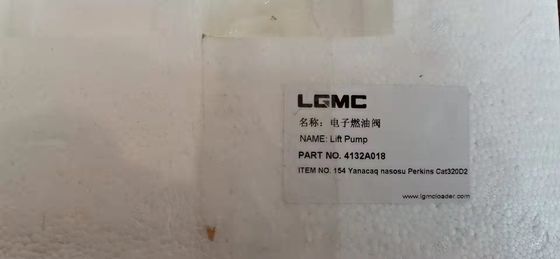 LGMC
名称：电子燃油阀
NAME: Lift Pump
PART NO. 4132A018
ITEM NO. 154 Yanacaq nasosu Perkins Cat320D2
www.lgmcloader.com